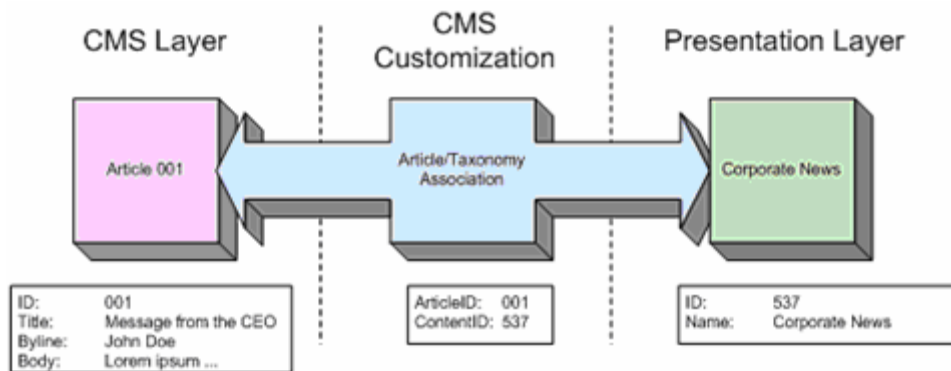 CMS Layer
CMS
Customization
Presentation Layer
Article 001
Article/Taxonomy
Association
Corporate News
ID: 001
Title: Message from the CEO
Byline: John Doe
Body: Lorem ipsum ...
ArticleID: 001
ContentID: 537
ID: 537
Name: Corporate News